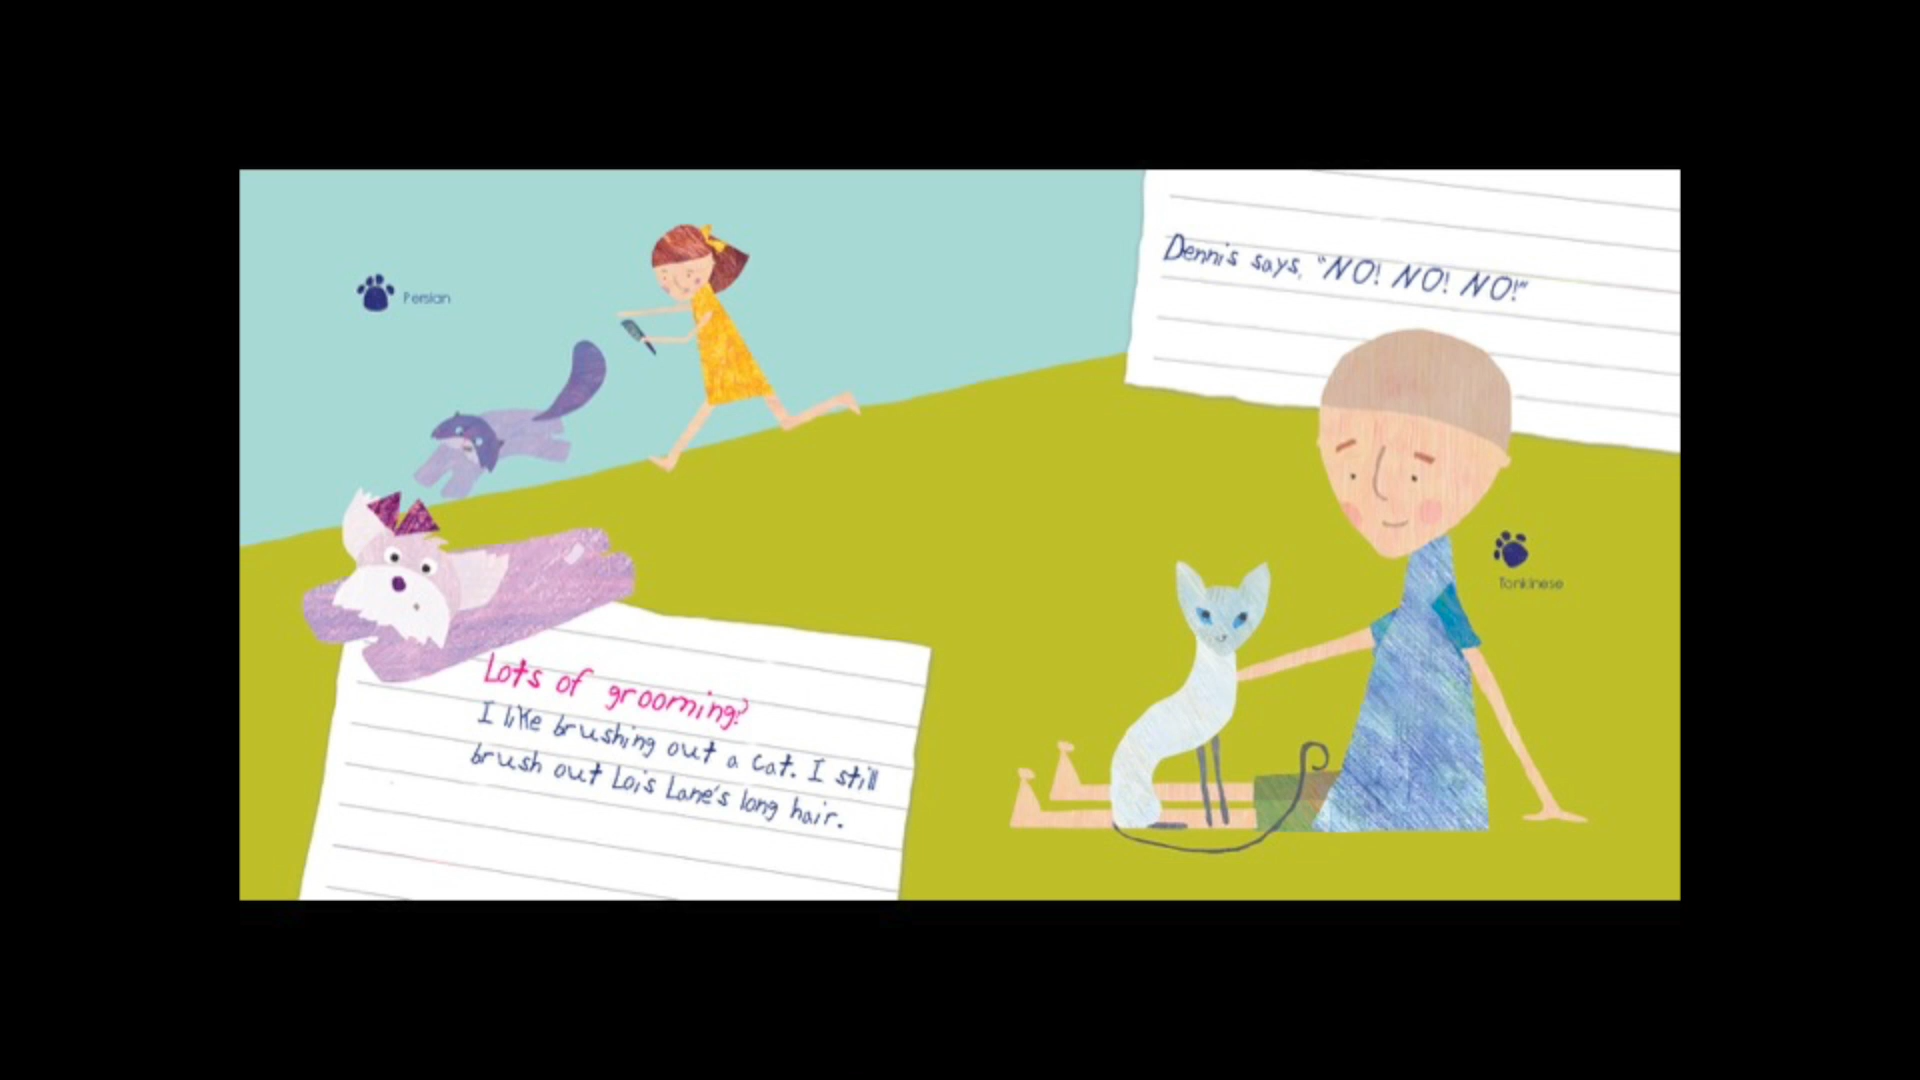 Persian
Lots of grooming?
I like brushing out a cat. I still
brush out Lois Lane's long hair.
Dennis says, "NO! NO! NO!"
Tonkinese